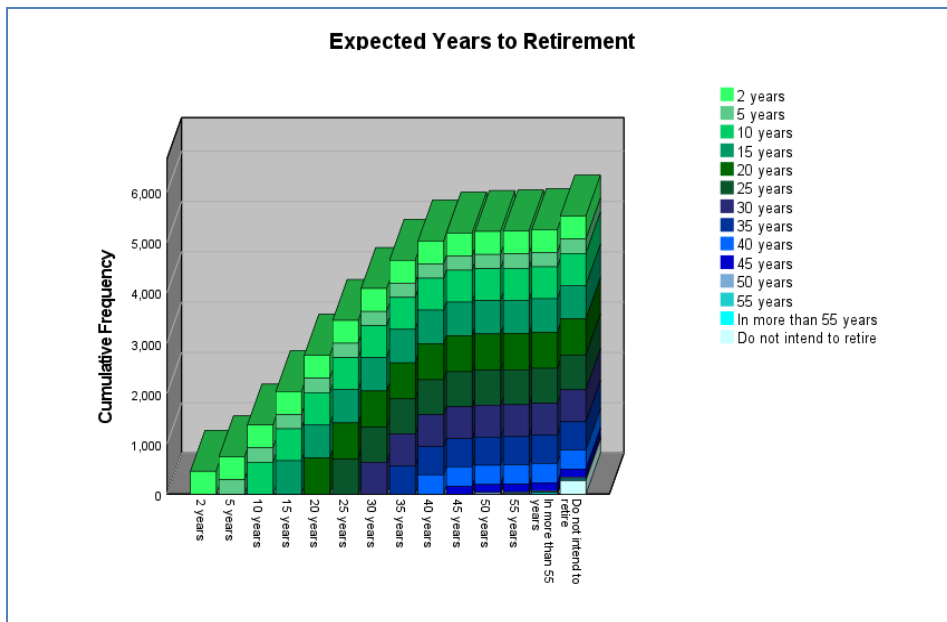 Expected Years to Retirement
Cumulative Frequency
6,000
5,000
4,000
3,000
2,000
1,000
0
2 years
5 years
10 years
15 years
20 years
25 years
30 years
35 years
40 years
45 years
50 years
55 years
In more than 55
years
Do not intend to
retire
2 years
5 years
10 years
15 years
20 years
25 years
30 years
35 years
40 years
45 years
50 years
55 years
In more than 55 years
Do not intend to retire